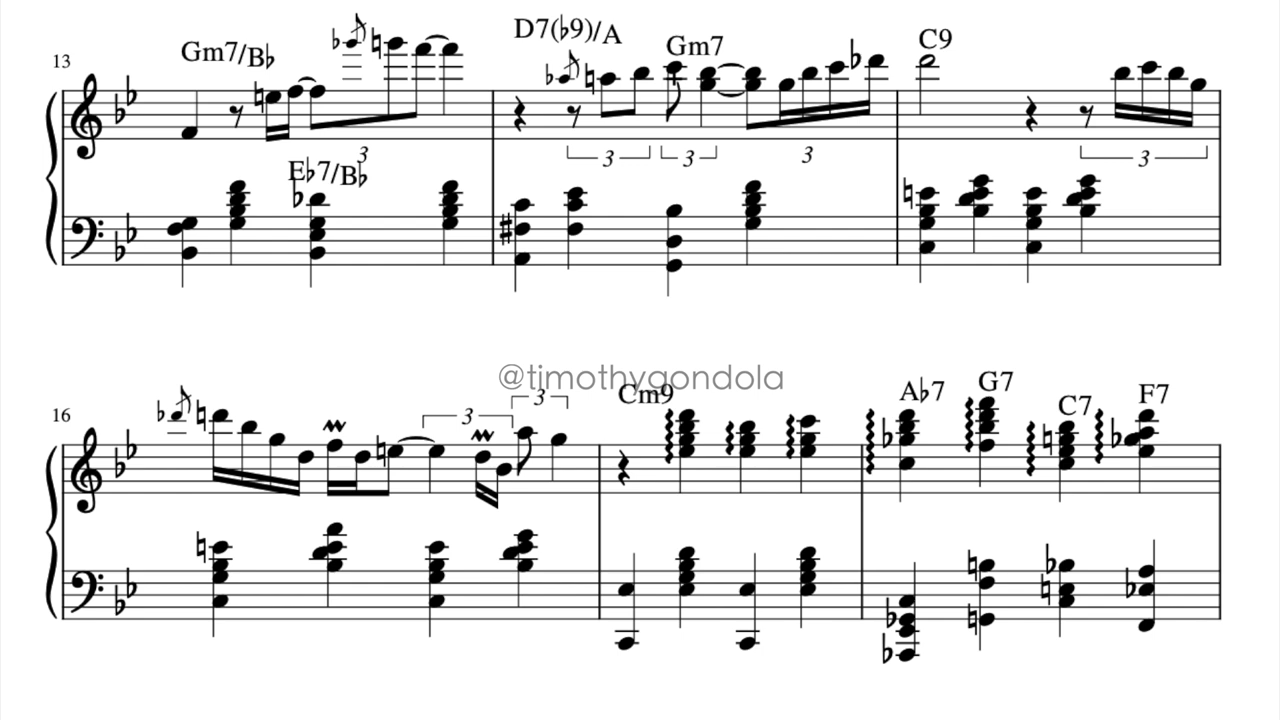 13
Gm7/B♭
D7(♭9)/A
Gm7
C9
3
3
3
3
3
E♭7/B♭
@timothygondola
16
3
3
Cm9
A♭7
G7
C7
F7